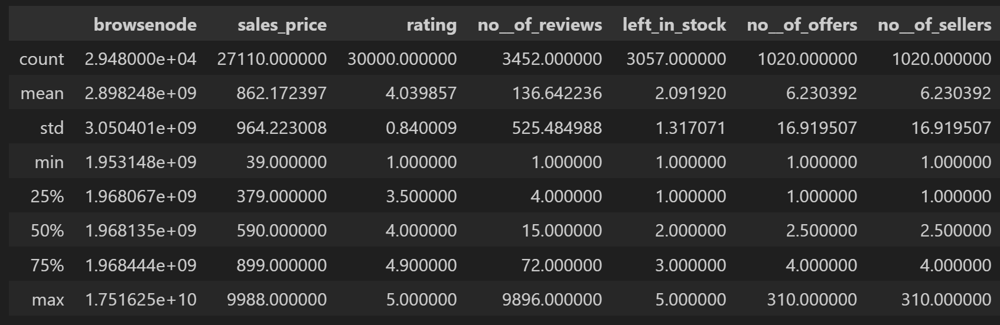 browsenode sales_price rating no__of_reviews left_in_stock no__of_offers no__of_sellers
count 2.948000e+04 27110.000000 30000.000000 3452.000000 3057.000000 1020.000000 1020.000000
mean 2.898248e+09 862.172397 4.039857 136.642236 2.091920 6.230392 6.230392
std 3.050401e+09 964.223008 0.840009 525.484988 1.317071 16.919507 16.919507
min 1.953148e+09 39.000000 1.000000 1.000000 1.000000 1.000000 1.000000
25% 1.968067e+09 379.000000 3.500000 4.000000 1.000000 1.000000 1.000000
50% 1.968135e+09 590.000000 4.000000 15.000000 2.000000 2.500000 2.500000
75% 1.968444e+09 899.000000 4.900000 72.000000 3.000000 4.000000 4.000000
max 1.751625e+10 9988.000000 5.000000 9896.000000 5.000000 310.000000 310.000000